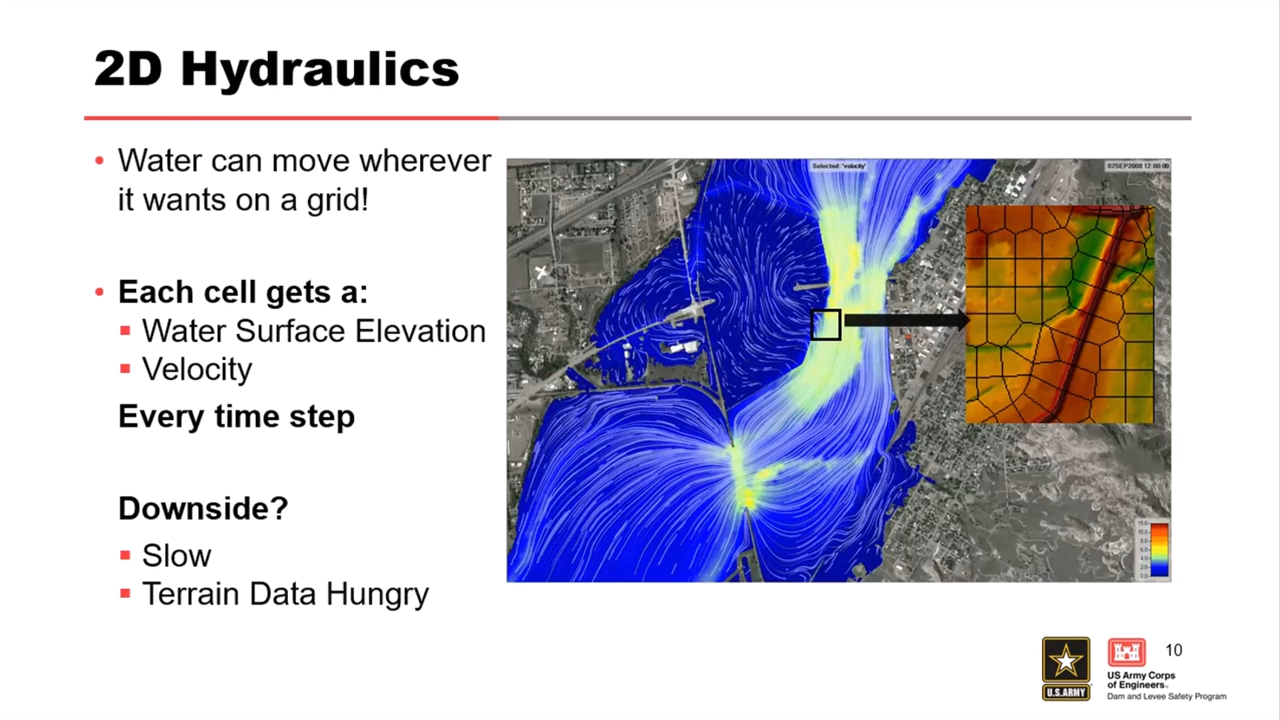 2D Hydraulics
• Water can move wherever
it wants on a grid!
• Each cell gets a:
▪ Water Surface Elevation
▪ Velocity
Every time step
Downside?
▪ Slow
▪ Terrain Data Hungry
Selected: 'velocity'
07SEP2008 12:00:00
U.S.ARMY
US Army Corps
of Engineers®
Dam and Levee Safety Program
10